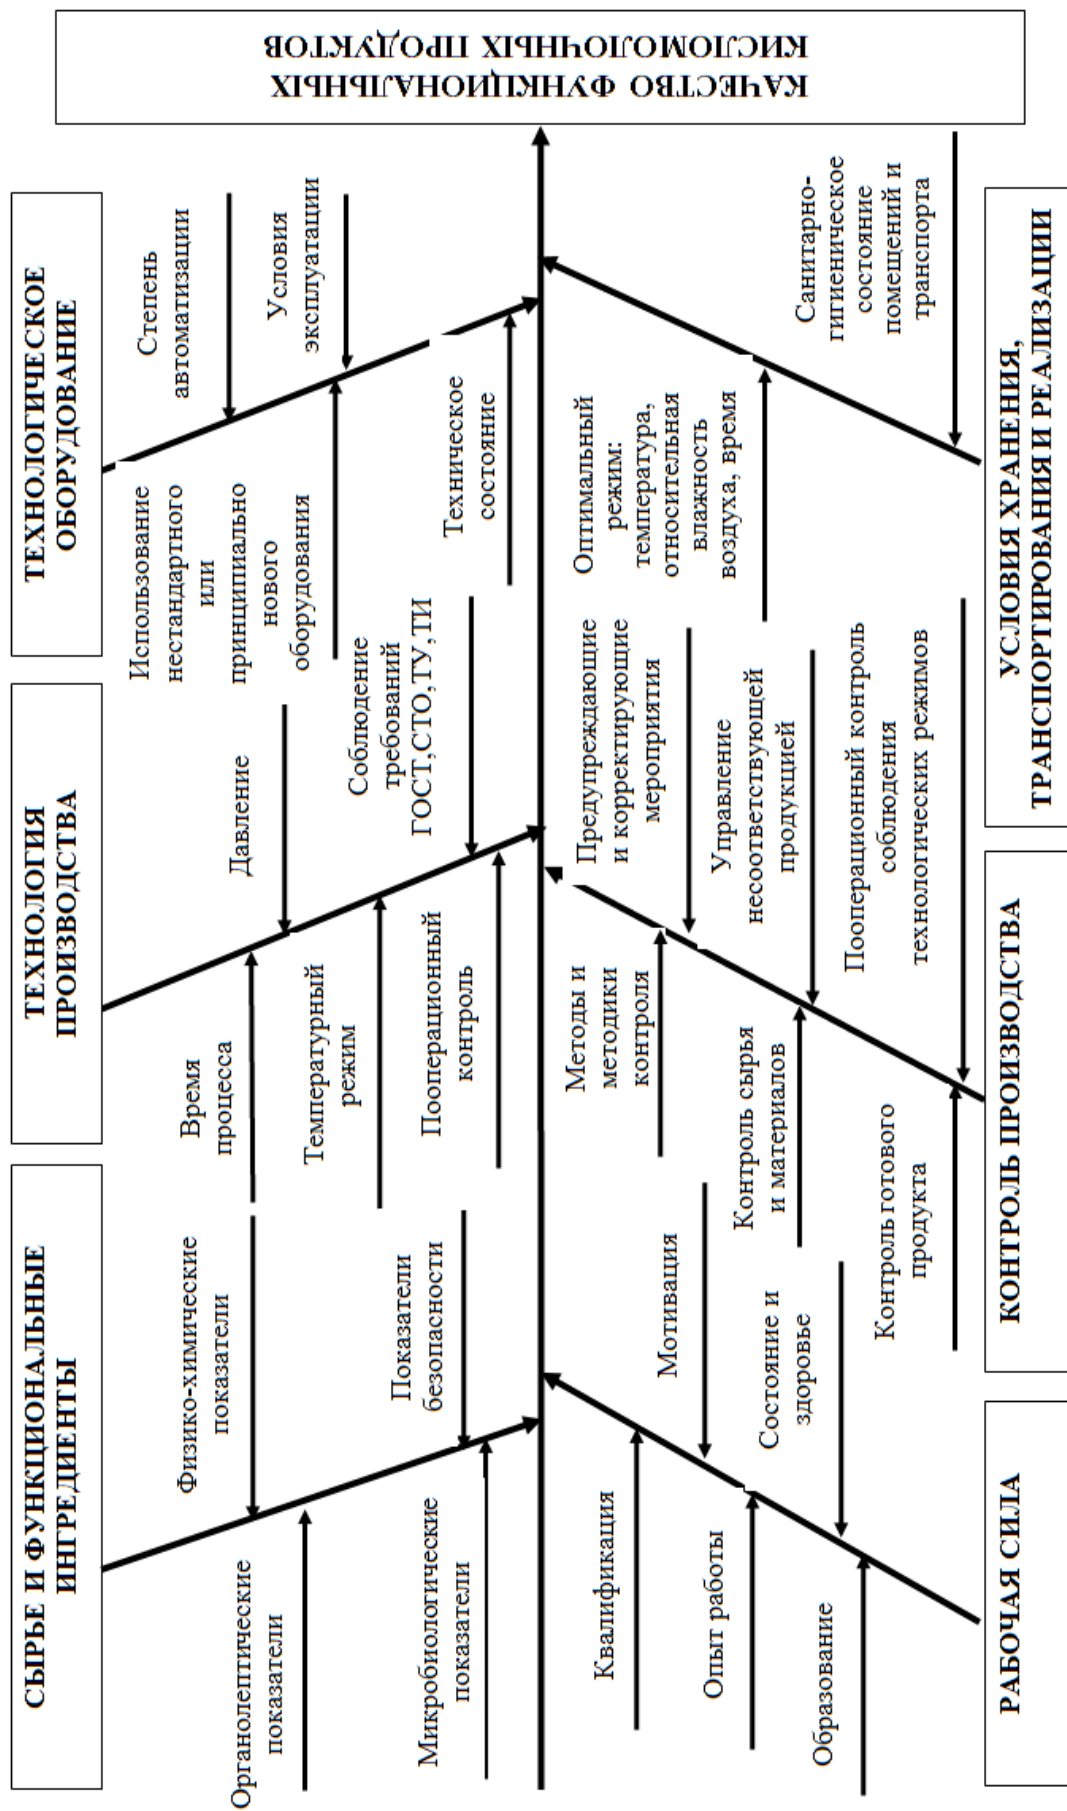 СЫРЬЕ И ФУНКЦИОНАЛЬНЫЕ
ИНГРЕДИЕНТЫ
ТЕХНОЛОГИЯ
ПРОИЗВОДСТВА
ТЕХНОЛОГИЧЕСКОЕ
ОБОРУДОВАНИЕ
Органолептические
показатели
Физико-химические
показатели
Микробиологические
показатели
Показатели
безопасности
Время
процесса
Давление
Температурный
режим
Пооперационный
контроль
Соблюдение
требований
ГОСТ,СТО,ТУ,ТИ
Использование
нестандартного
или
принципиально
нового
оборудования
Степень
автоматизации
Условия
эксплуатации
Техническое
состояние
КАЧЕСТВО ФУНКЦИОНАЛЬНЫХ
КИСЛОМОЛОЧНЫХ ПРОДУКТОВ
Квалификация
Мотивация
Опыт работы
Состояние и
здоровье
Образование
Методы и
методики
контроля
Предупреждающие
и корректирующие
мероприятия
Контроль сырья
и материалов
Управление
несоответствующей
продукцией
Контроль готового
продукта
Пооперационный контроль
соблюдения
технологических режимов
Оптимальный
режим:
температура,
относительная
влажность
воздуха, время
Санитарно-
гигиеническое
состояние
помещений и
транспорта
РАБОЧАЯ СИЛА
КОНТРОЛЬ ПРОИЗВОДСТВА
УСЛОВИЯ ХРАНЕНИЯ,
ТРАНСПОРТИРОВАНИЯ И РЕАЛИЗАЦИИ